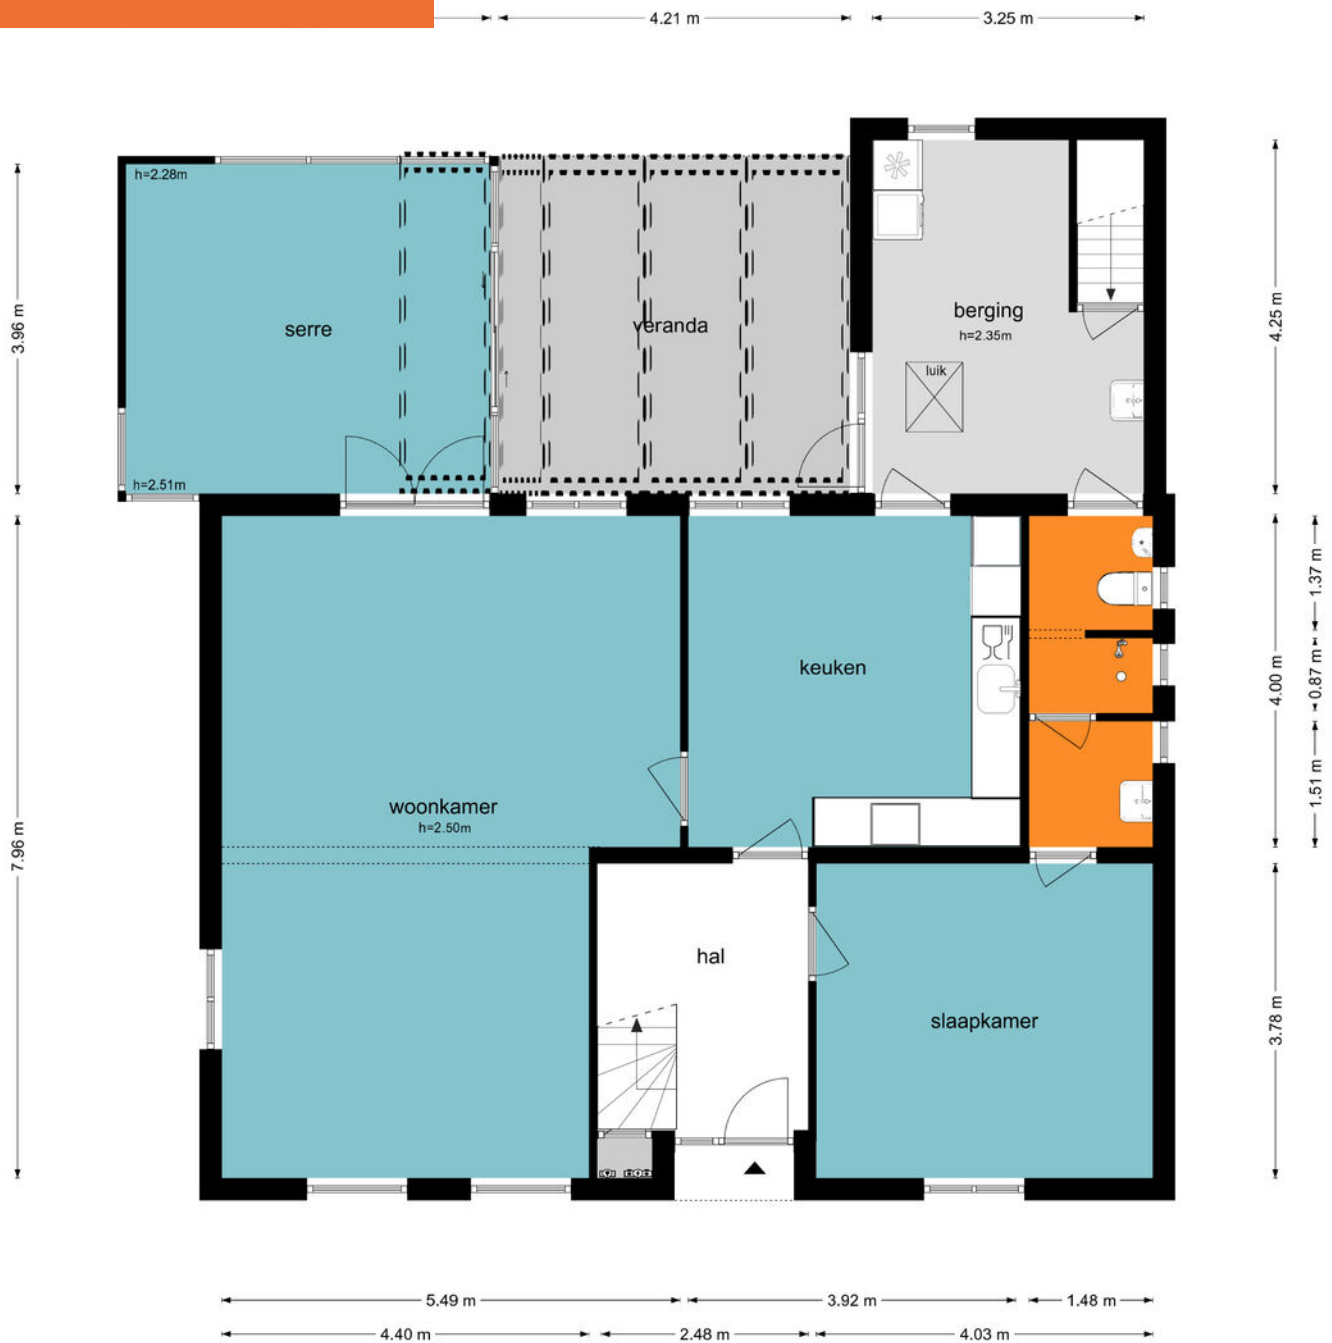 4.21 m
3.25 m
h=2.28m
serre
veranda
berging
h=2.35m
luik
h=2.51m
3.96 m
4.25 m
keuken
woonkamer
h=2.50m
hal
slaapkamer
7.96 m
4.00 m
3.78 m
1.37 m
0.87 m
1.51 m
5.49 m
3.92 m
1.48 m
4.40 m
2.48 m
4.03 m